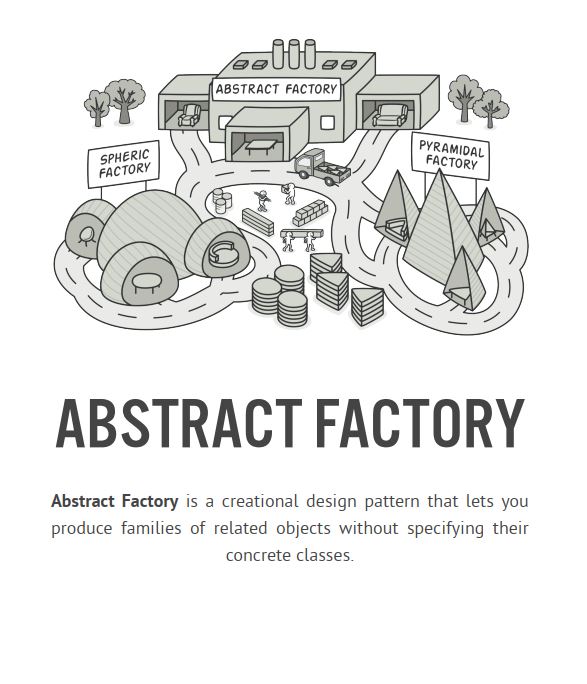 ABSTRACT FACTORY
SPHERIC
FACTORY
PYRAMIDAL
FACTORY
ABSTRACT FACTORY
Abstract Factory is a creational design pattern that lets you
produce families of related objects without specifying their
concrete classes.